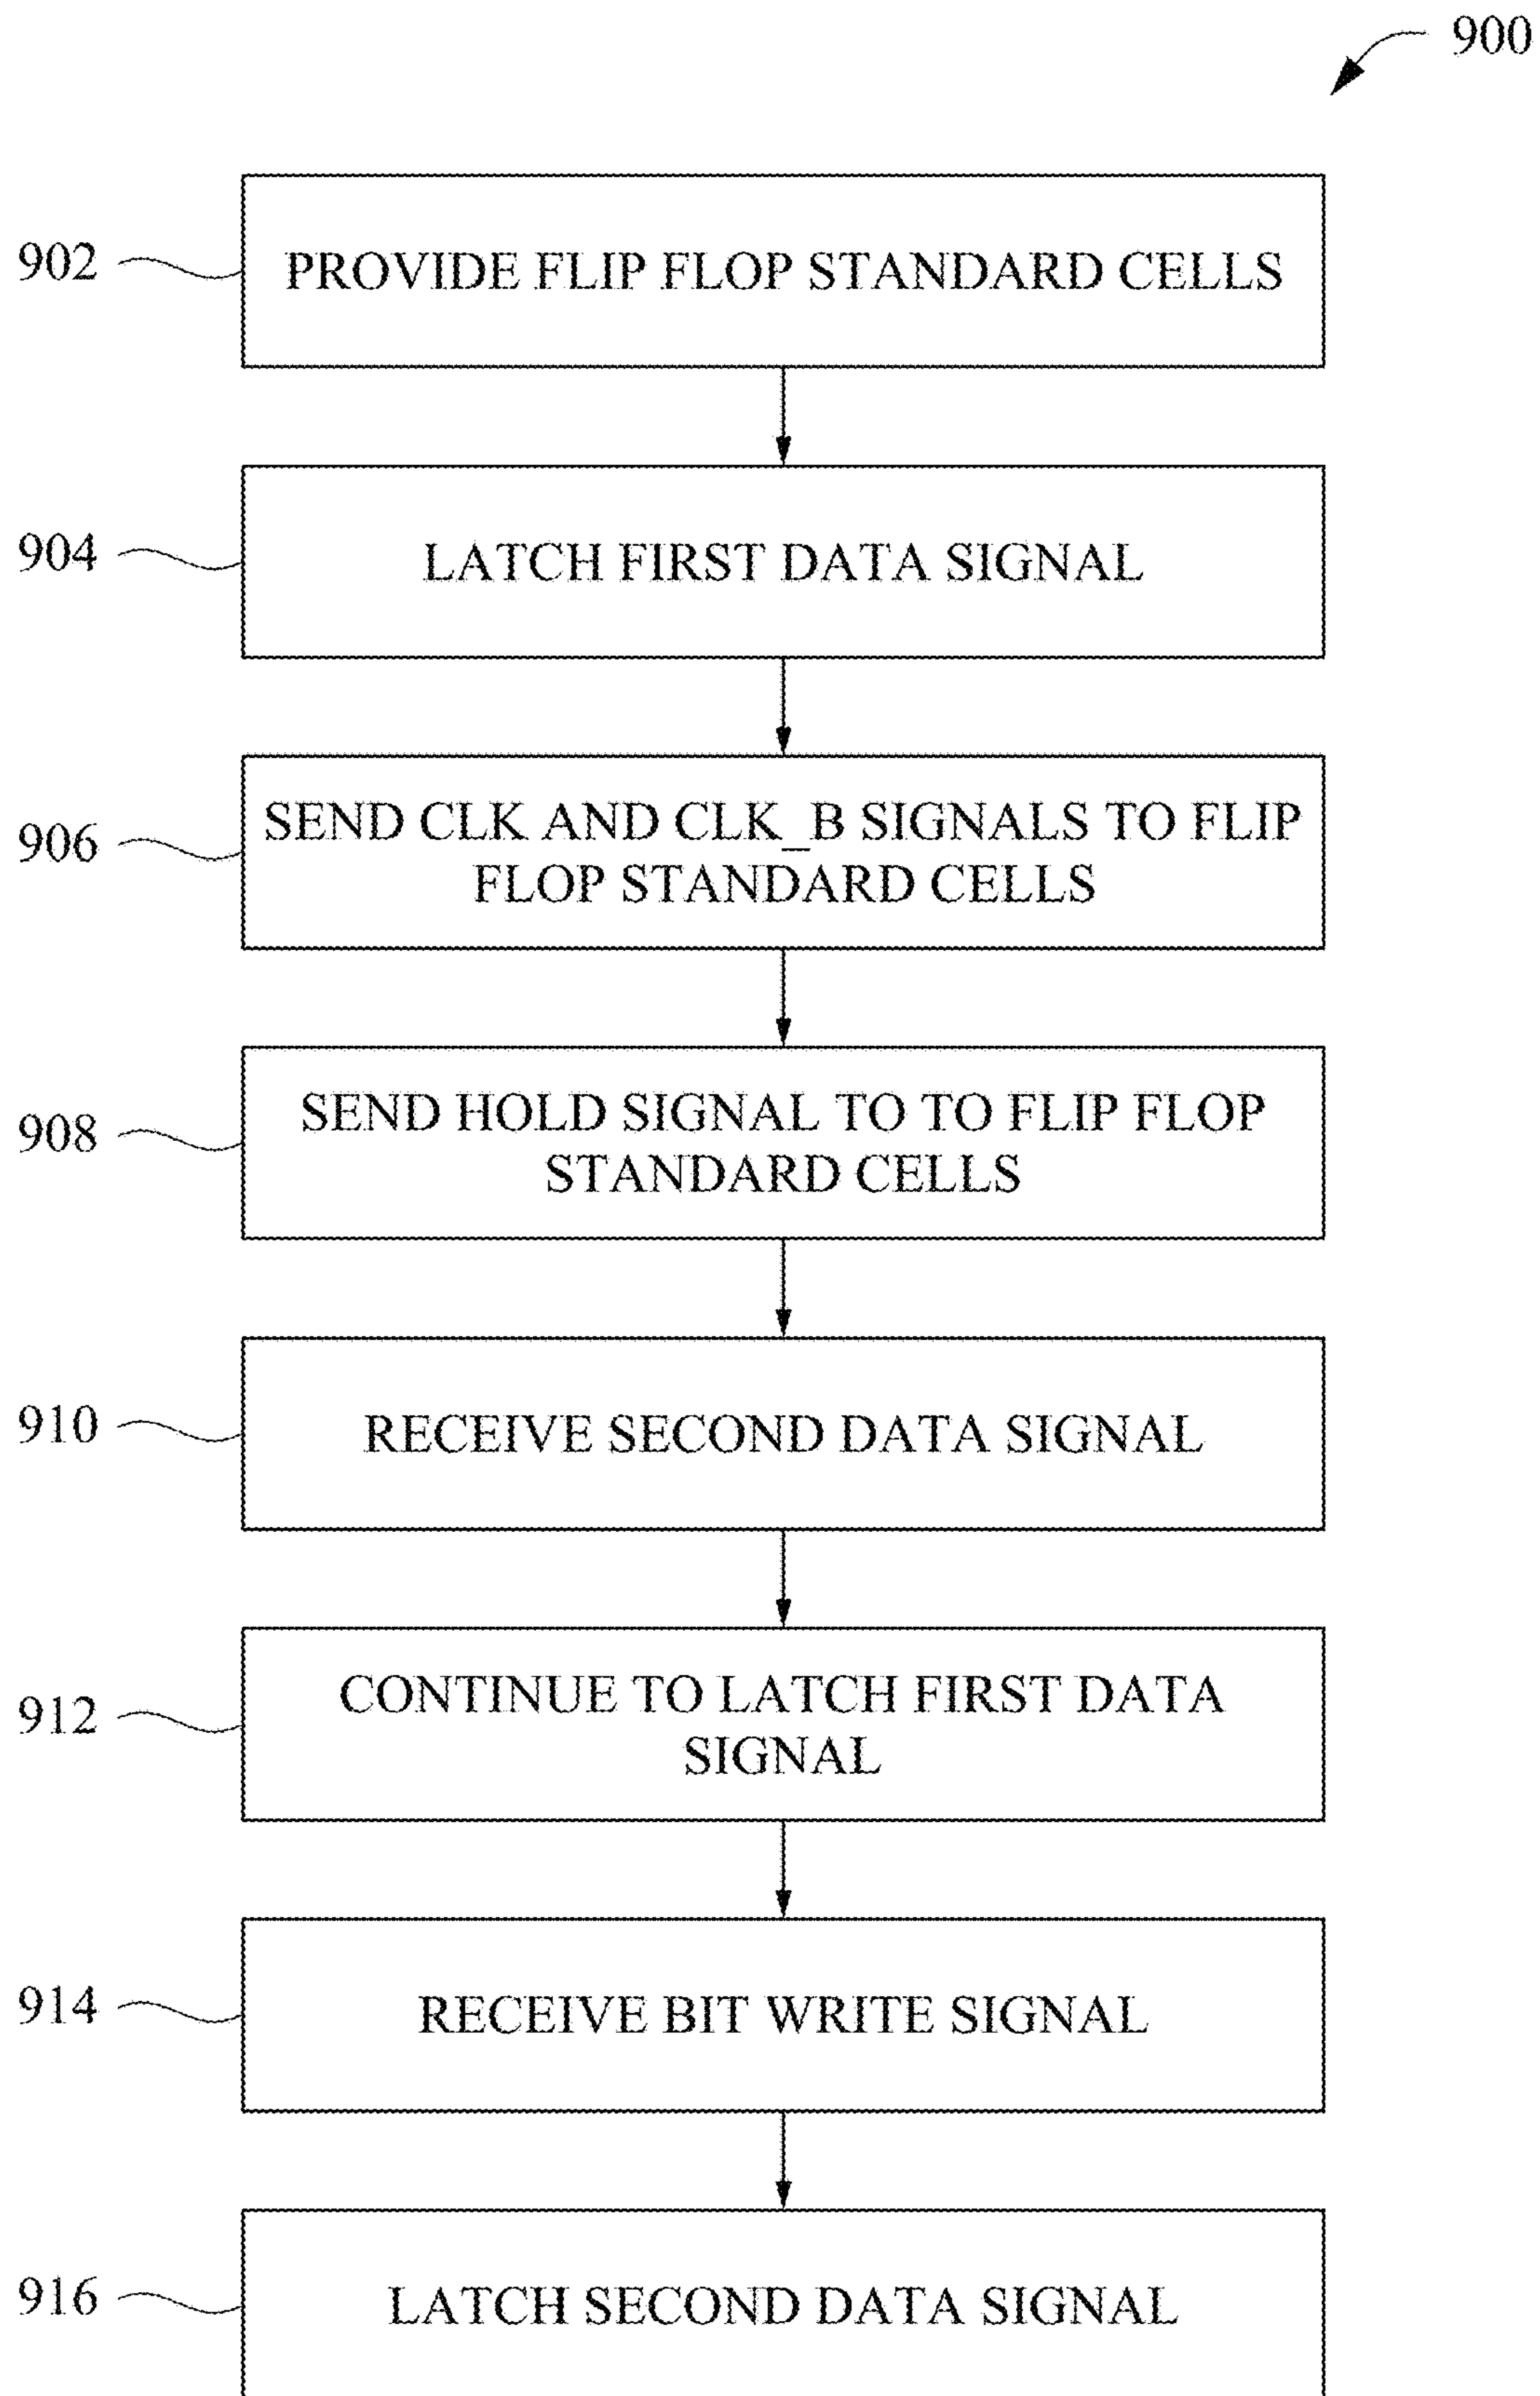 900
902
PROVIDE FLIP FLOP STANDARD CELLS
904
LATCH FIRST DATA SIGNAL
906
SEND CLK AND CLK_B SIGNALS TO FLIP
FLOP STANDARD CELLS
908
SEND HOLD SIGNAL TO TO FLIP FLOP
STANDARD CELLS
910
RECEIVE SECOND DATA SIGNAL
912
CONTINUE TO LATCH FIRST DATA
SIGNAL
914
RECEIVE BIT WRITE SIGNAL
916
LATCH SECOND DATA SIGNAL